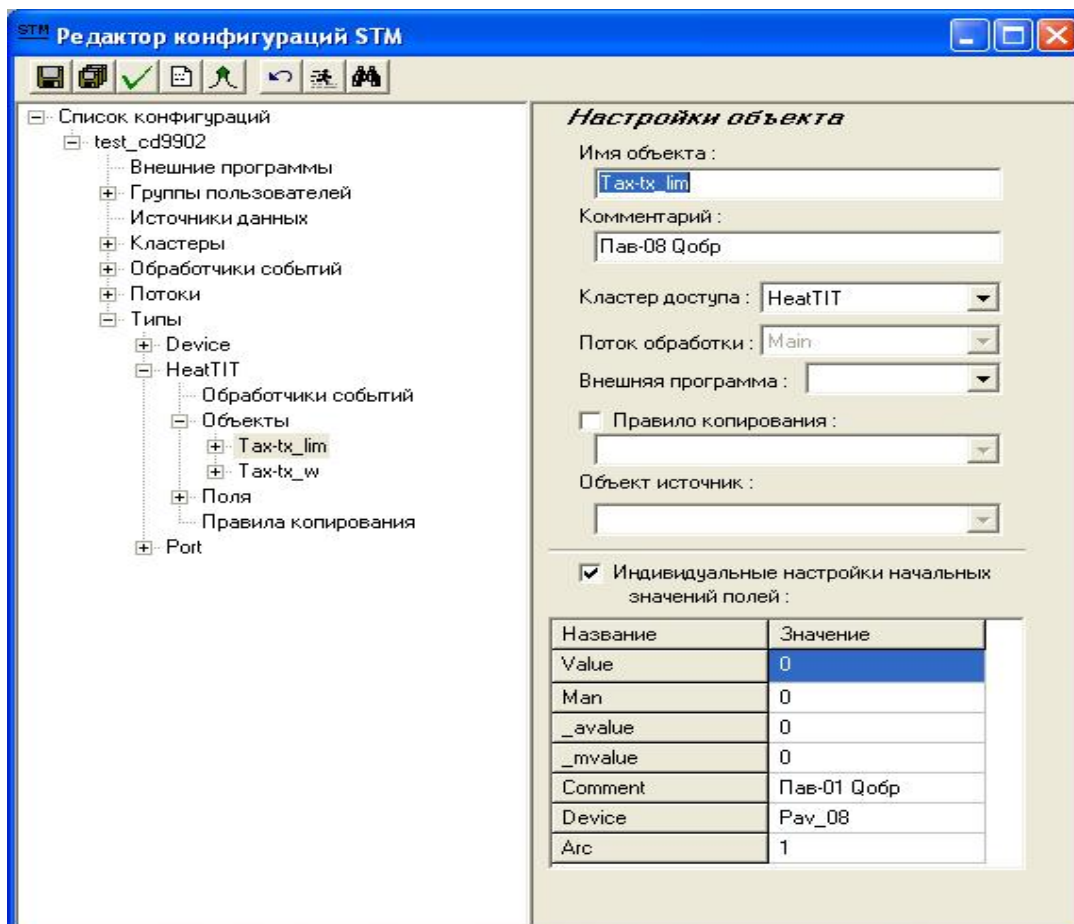 STM Редактор конфигураций STM
Список конфигураций
test_cd9902
Внешние программы
Группы пользователей
Источники данных
Кластеры
Обработчики событий
Потоки
Типы
Device
HeatTIT
Обработчики событий
Объекты
Tax-tx_lim
Tax-tx_w
Поля
Правила копирования
Port
Настройки объекта
Имя объекта :
Tax-tx_lim
Комментарий :
Пав-08 Qобр
Кластер доступа : HeatTIT
Поток обработки : Main
Внешняя программа :
Правило копирования :
Объект источник :
Индивидуальные настройки начальных
значений полей :
Название Значение
Value 0
Man 0
_avalue 0
_mvalue 0
Comment Пав-01 Qобр
Device Pav_08
Arc 1